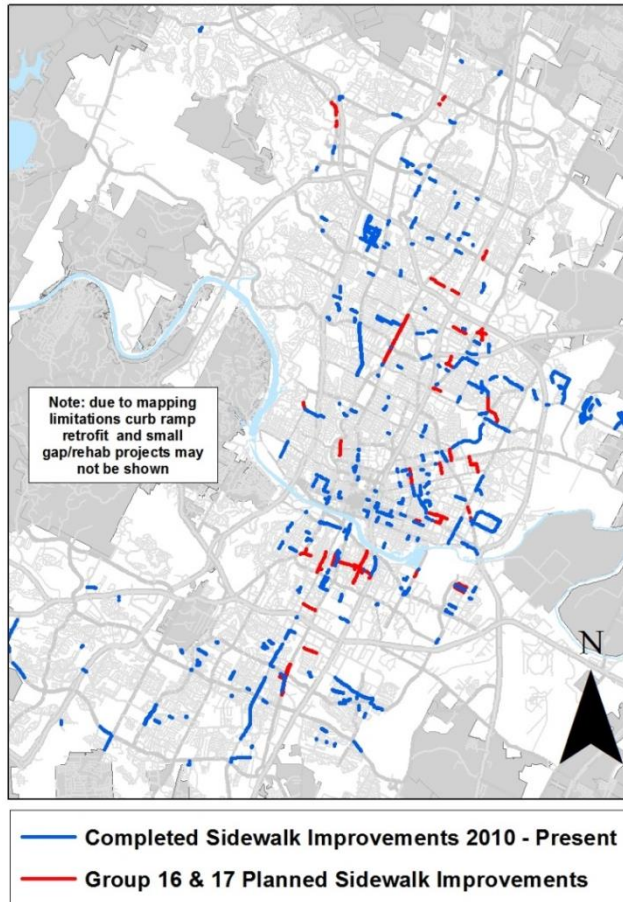 Note: due to mapping
limitations curb ramp
retrofit and small
gap/rehab projects may
not be shown
N
Completed Sidewalk Improvements 2010 - Present
Group 16 & 17 Planned Sidewalk Improvements